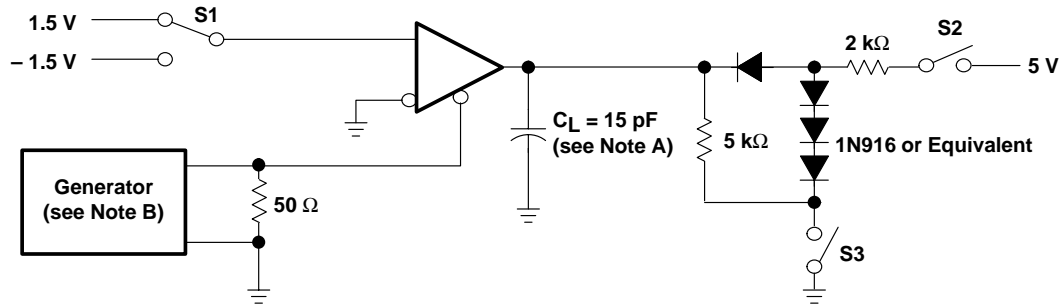 1.5 V
S1
– 1.5 V
2 kΩ
S2
5 V
CL = 15 pF
(see Note A)
5 kΩ
1N916 or Equivalent
Generator
(see Note B)
50 Ω
S3